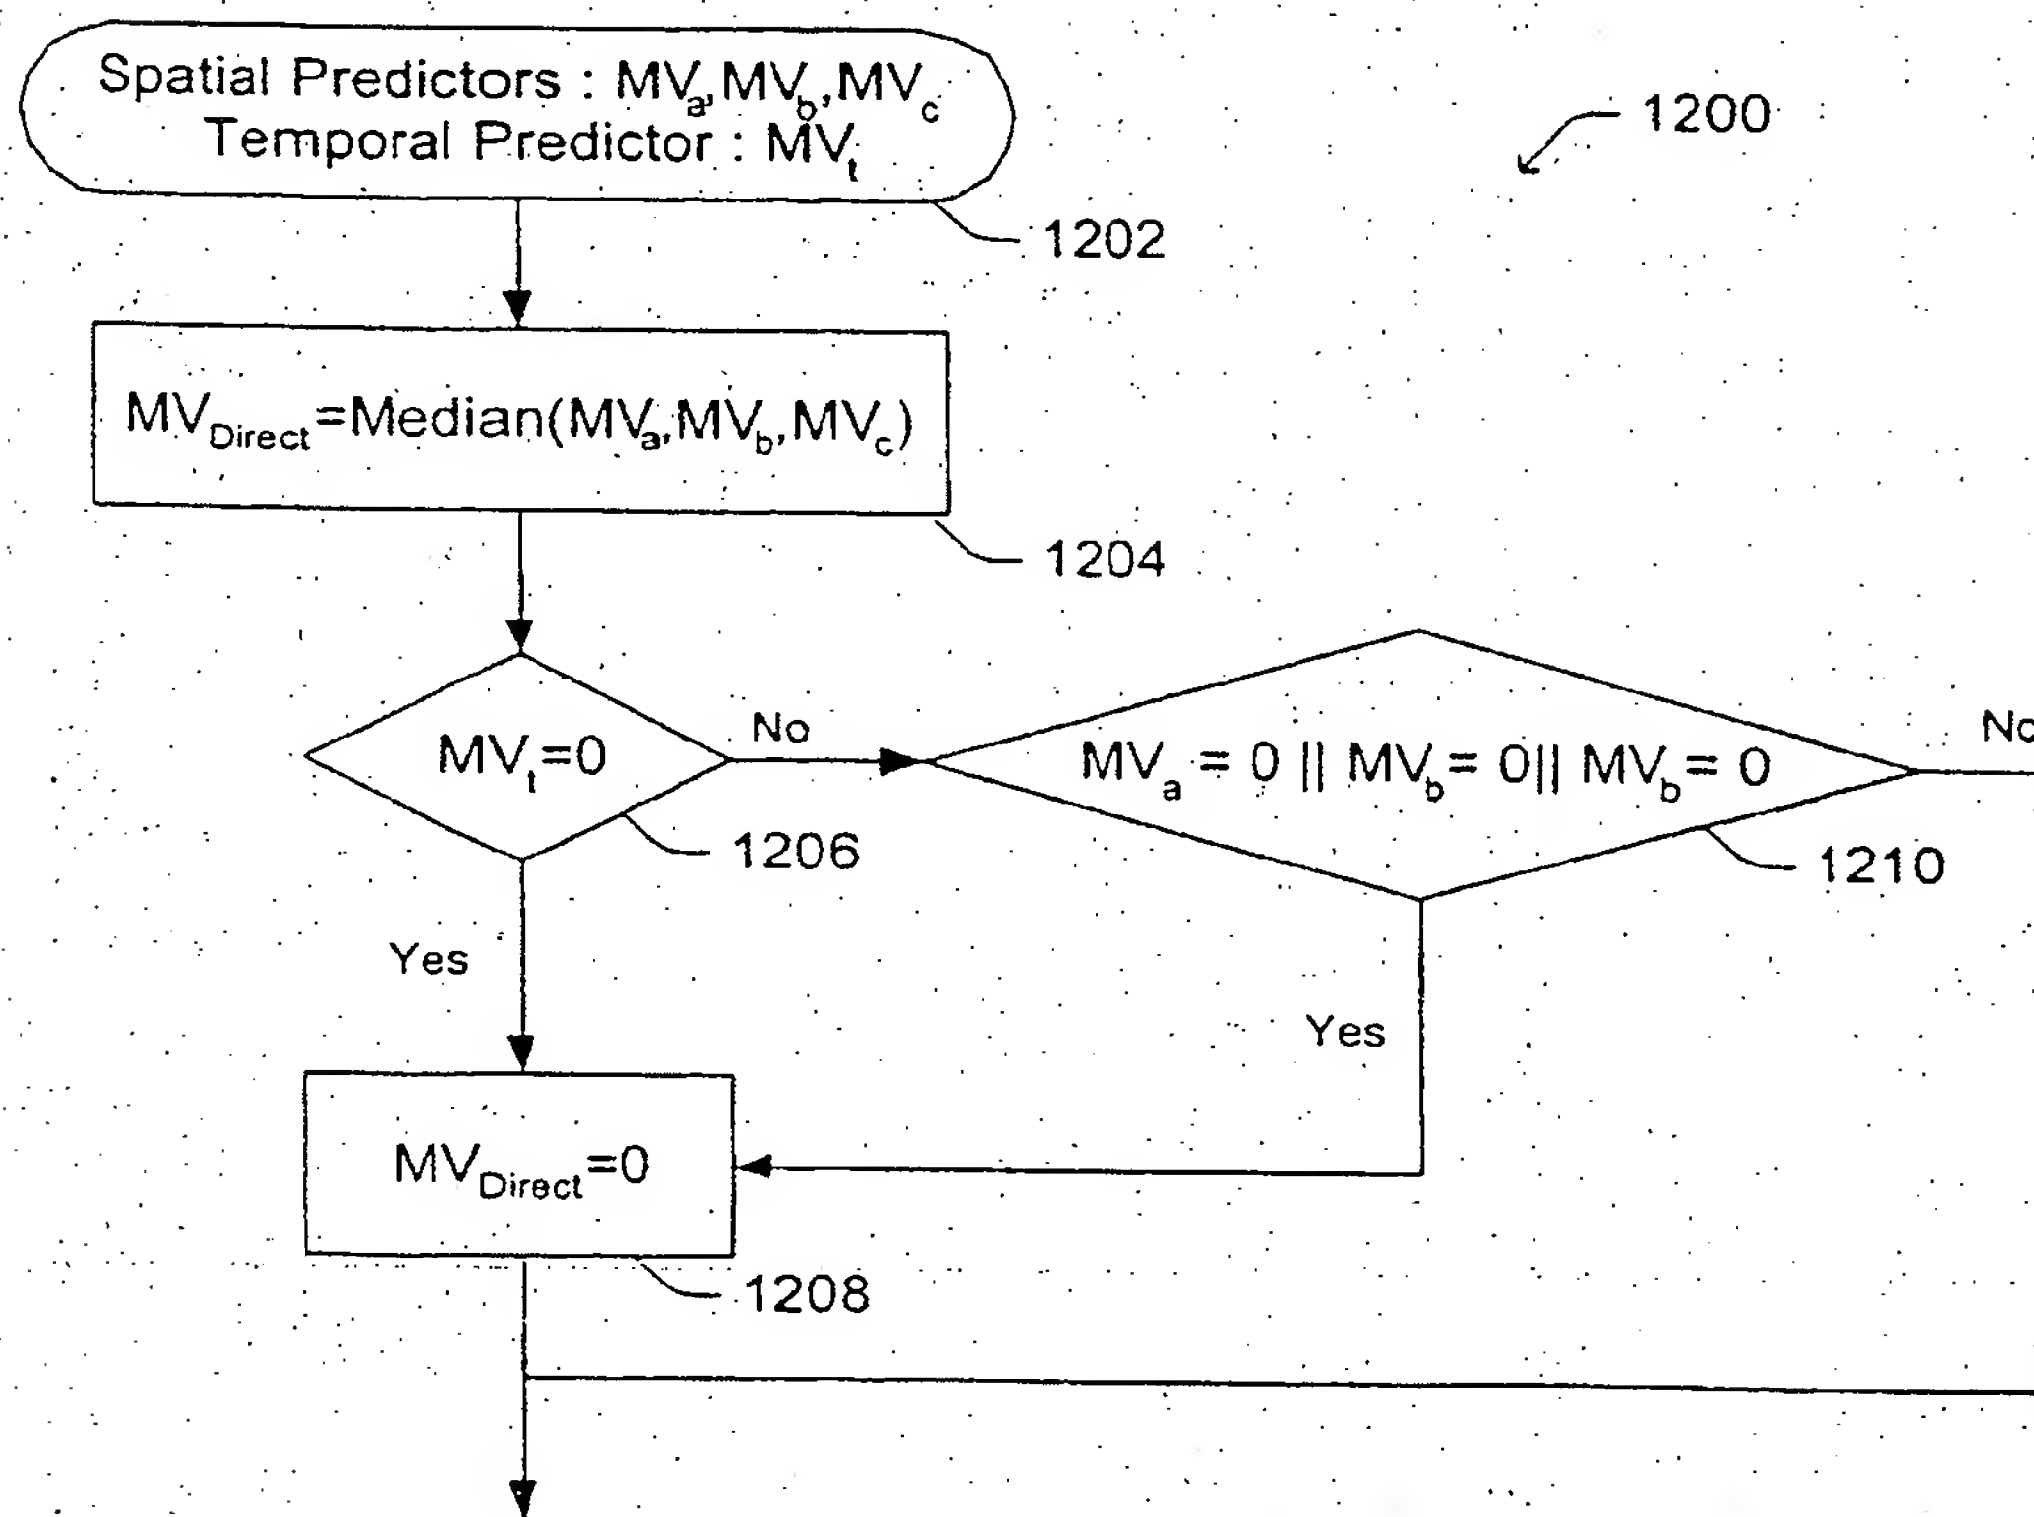 Spatial Predictors : MVa, MVb, MVc
Temporal Predictor : MVt
1200
1202
MVDirect=Median(MVa, MVb, MVc)
1204
MVt=0
No
MVa = 0 || MVb = 0|| MVb = 0
No
1206
1210
Yes
Yes
MVDirect=0
1208